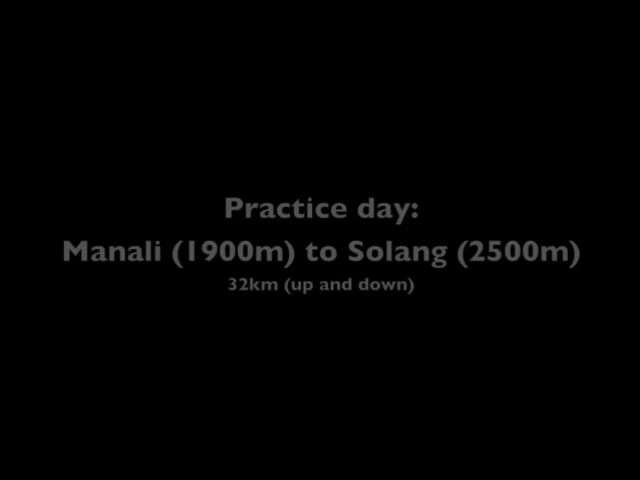 Practice day:
Manali (1900m) to Solang (2500m)
32km (up and down)